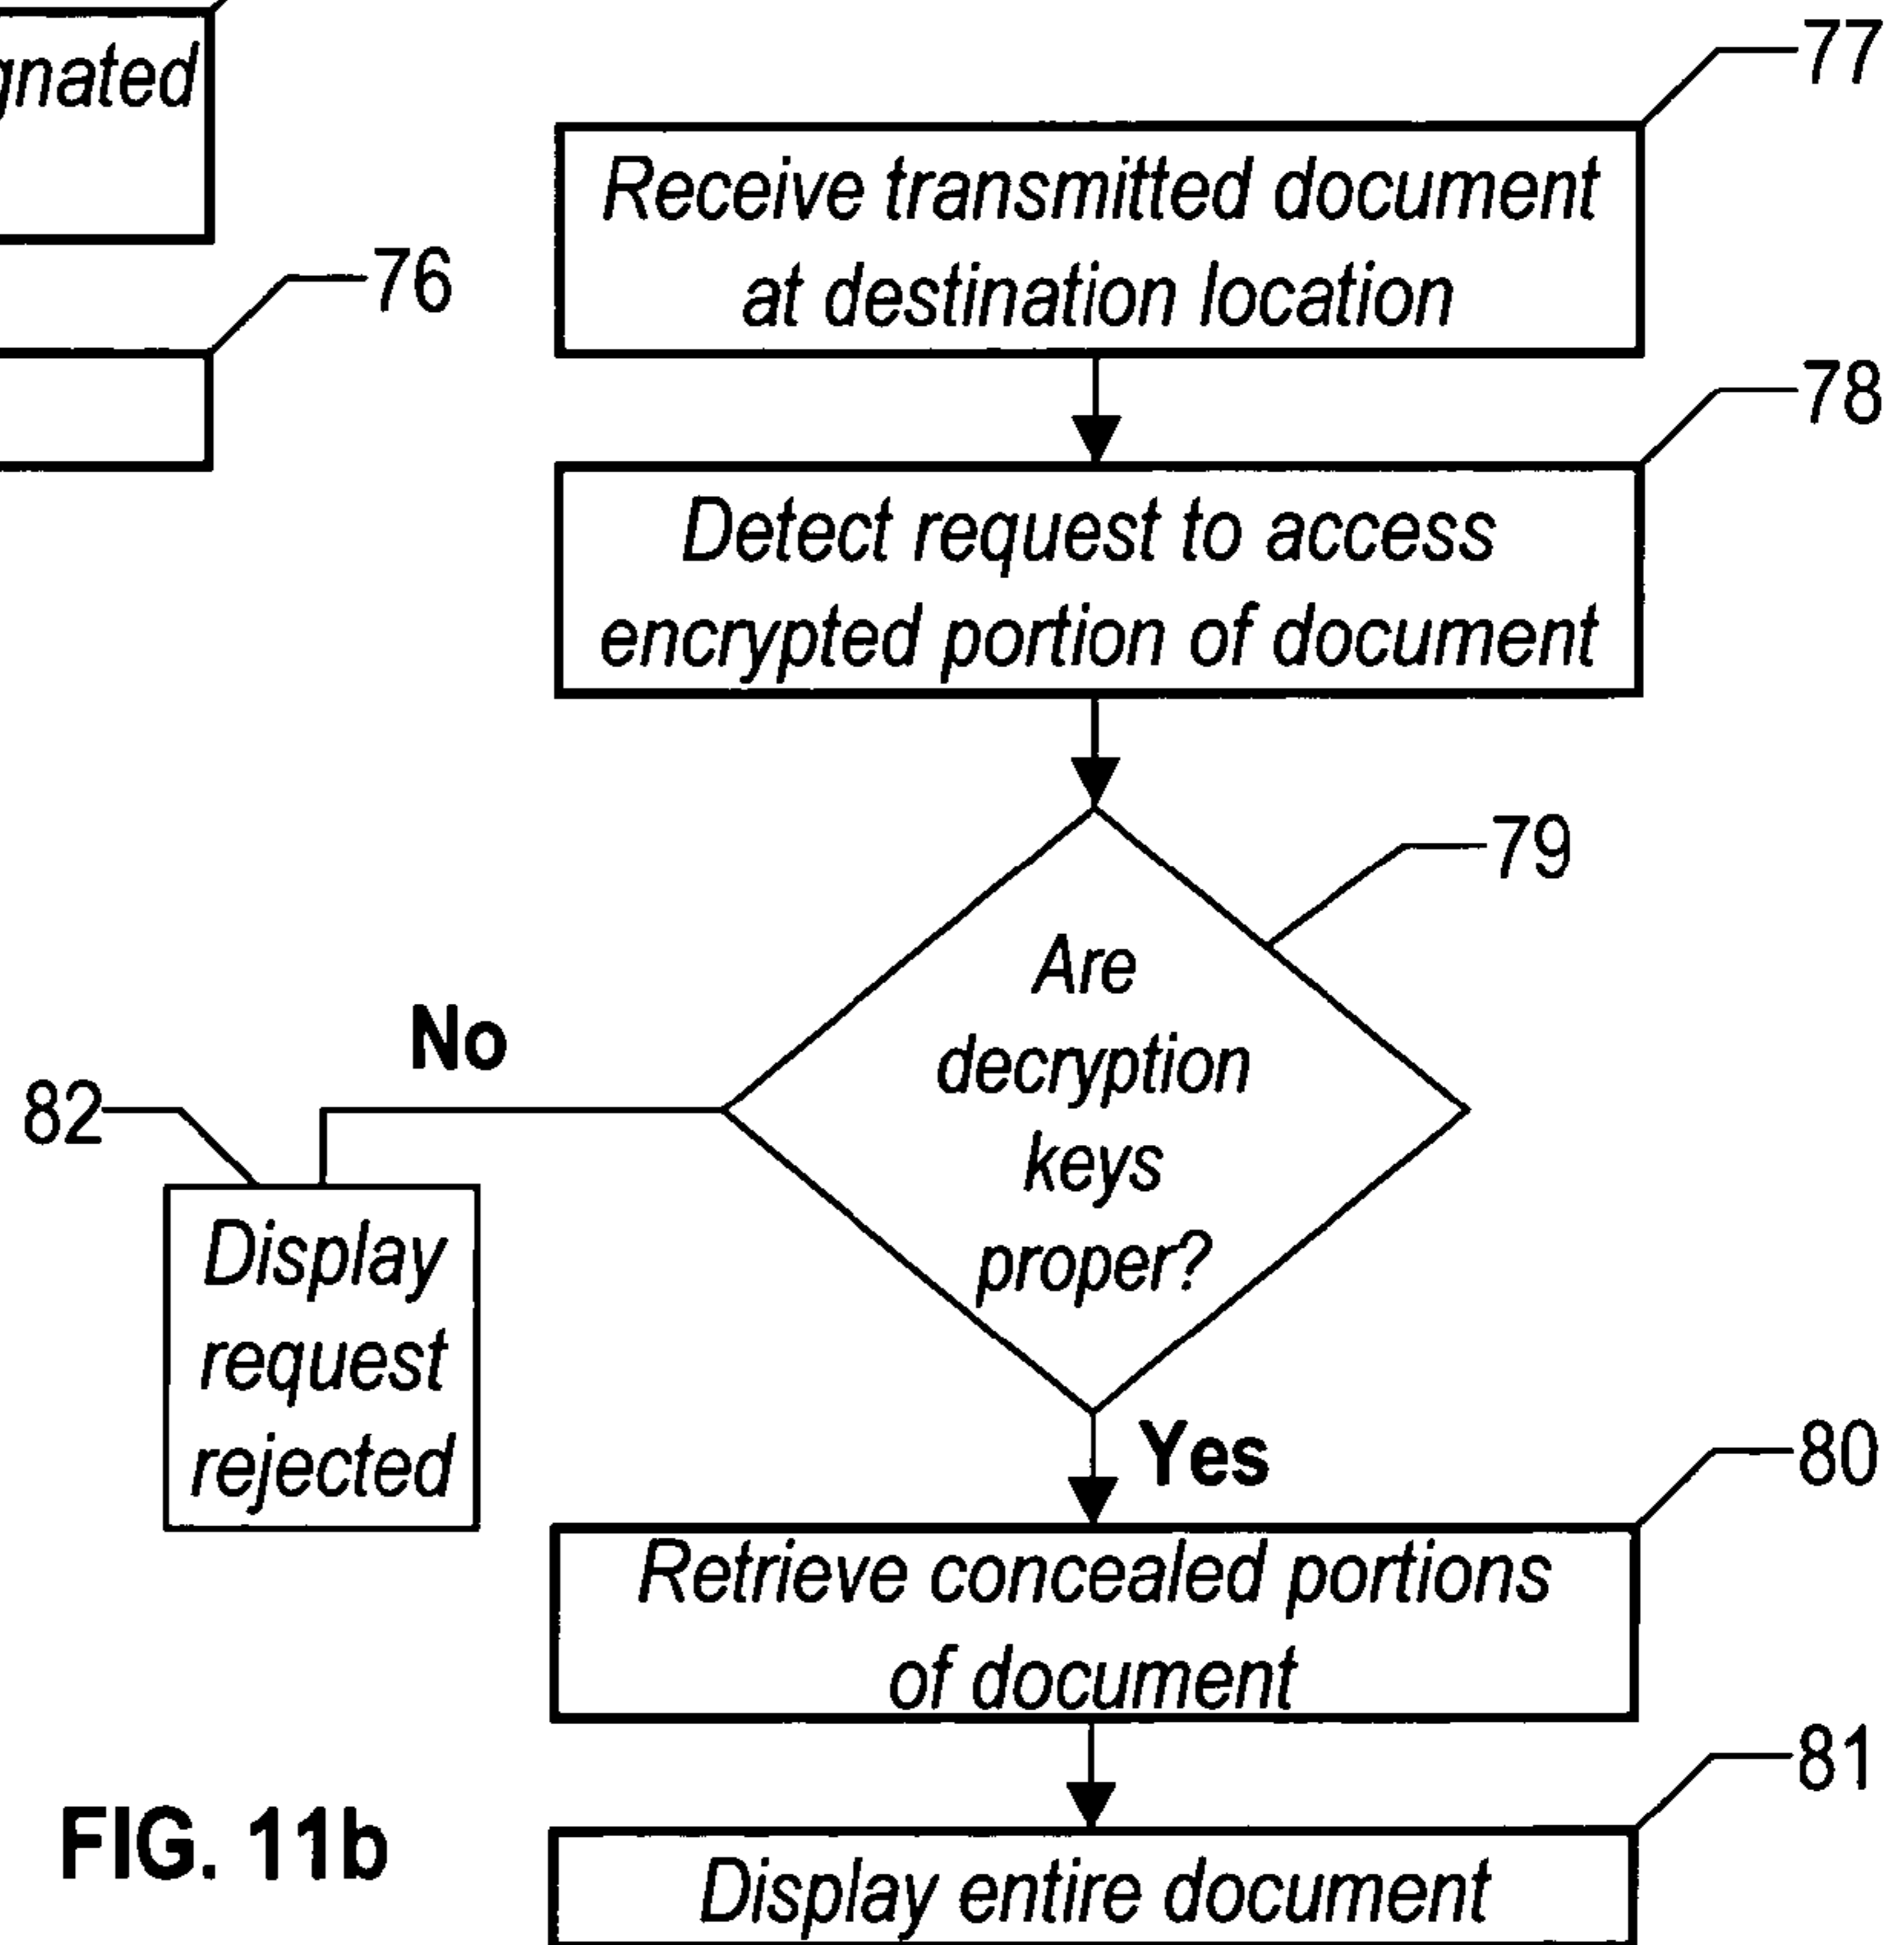 77
Receive transmitted document
at destination location
76
78
Detect request to access
encrypted portion of document
79
Are
decryption
keys
proper?
No
82
Display
request
rejected
Yes
80
Retrieve concealed portions
of document
81
Display entire document
FIG. 11b